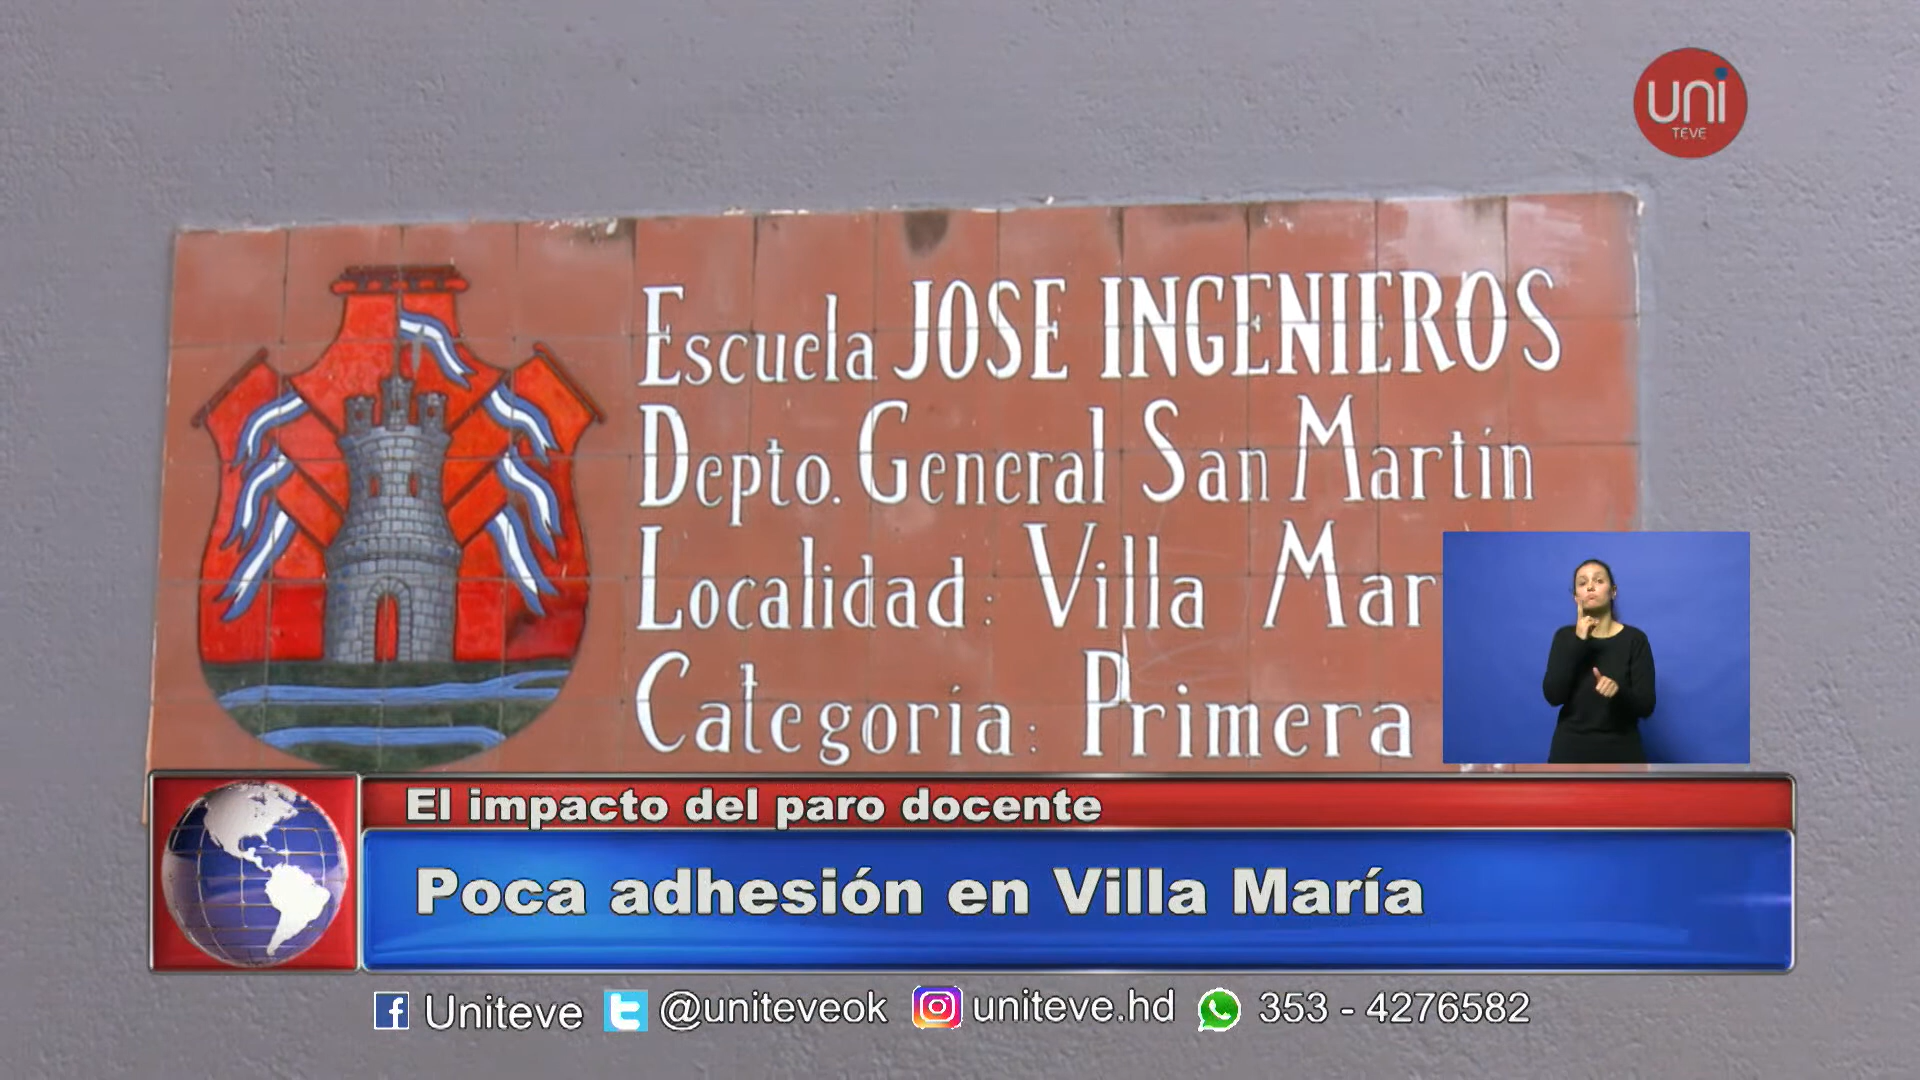 uni
TEVE
Escuela JOSE INGENIEROS
Depto. General San Martín
Localidad: Villa Mar
Categoría: Primera
El impacto del paro docente
Poca adhesión en Villa María
Uniteve @uniteveok uniteve.hd 353 - 4276582